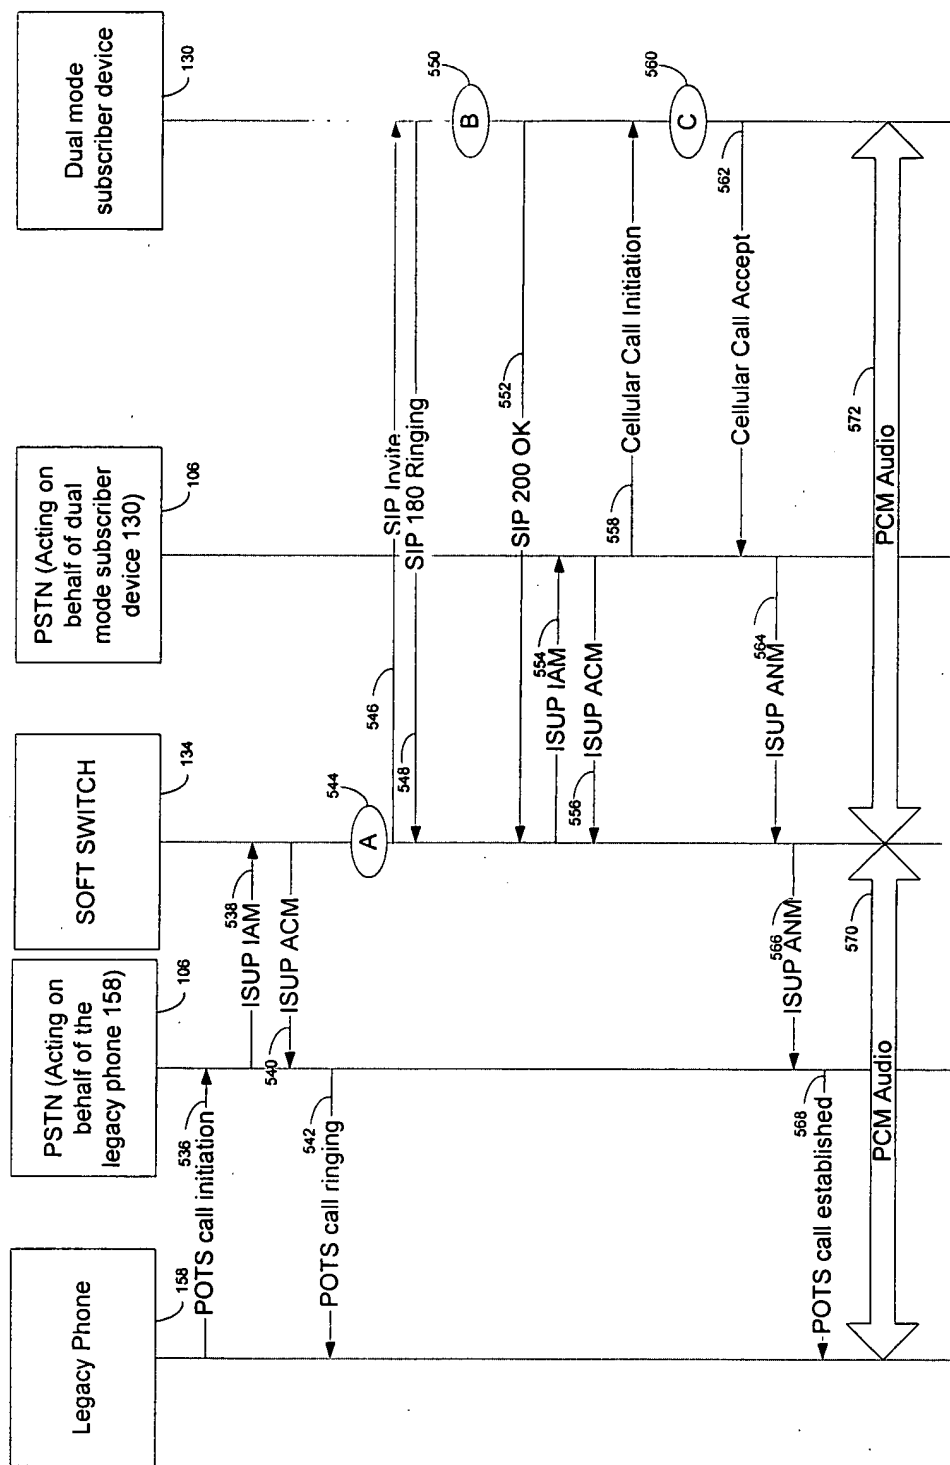 Legacy Phone
158
PSTN (Acting on
behalf of the
legacy phone 158)
106
SOFT SWITCH
134
PSTN (Acting on
behalf of dual
mode subscriber
device 130)
106
Dual mode
subscriber device
130
POTS call initiation
536
ISUP IAM
538
ISUP ACM
540
POTS call ringing
542
A
544
SIP Invite
546
SIP 180 Ringing
548
B
550
SIP 200 OK
552
ISUP IAM
554
ISUP ACM
556
Cellular Call Initiation
558
C
560
Cellular Call Accept
562
ISUP ANM
564
ISUP ANM
566
POTS call established
568
PCM Audio
570
PCM Audio
572